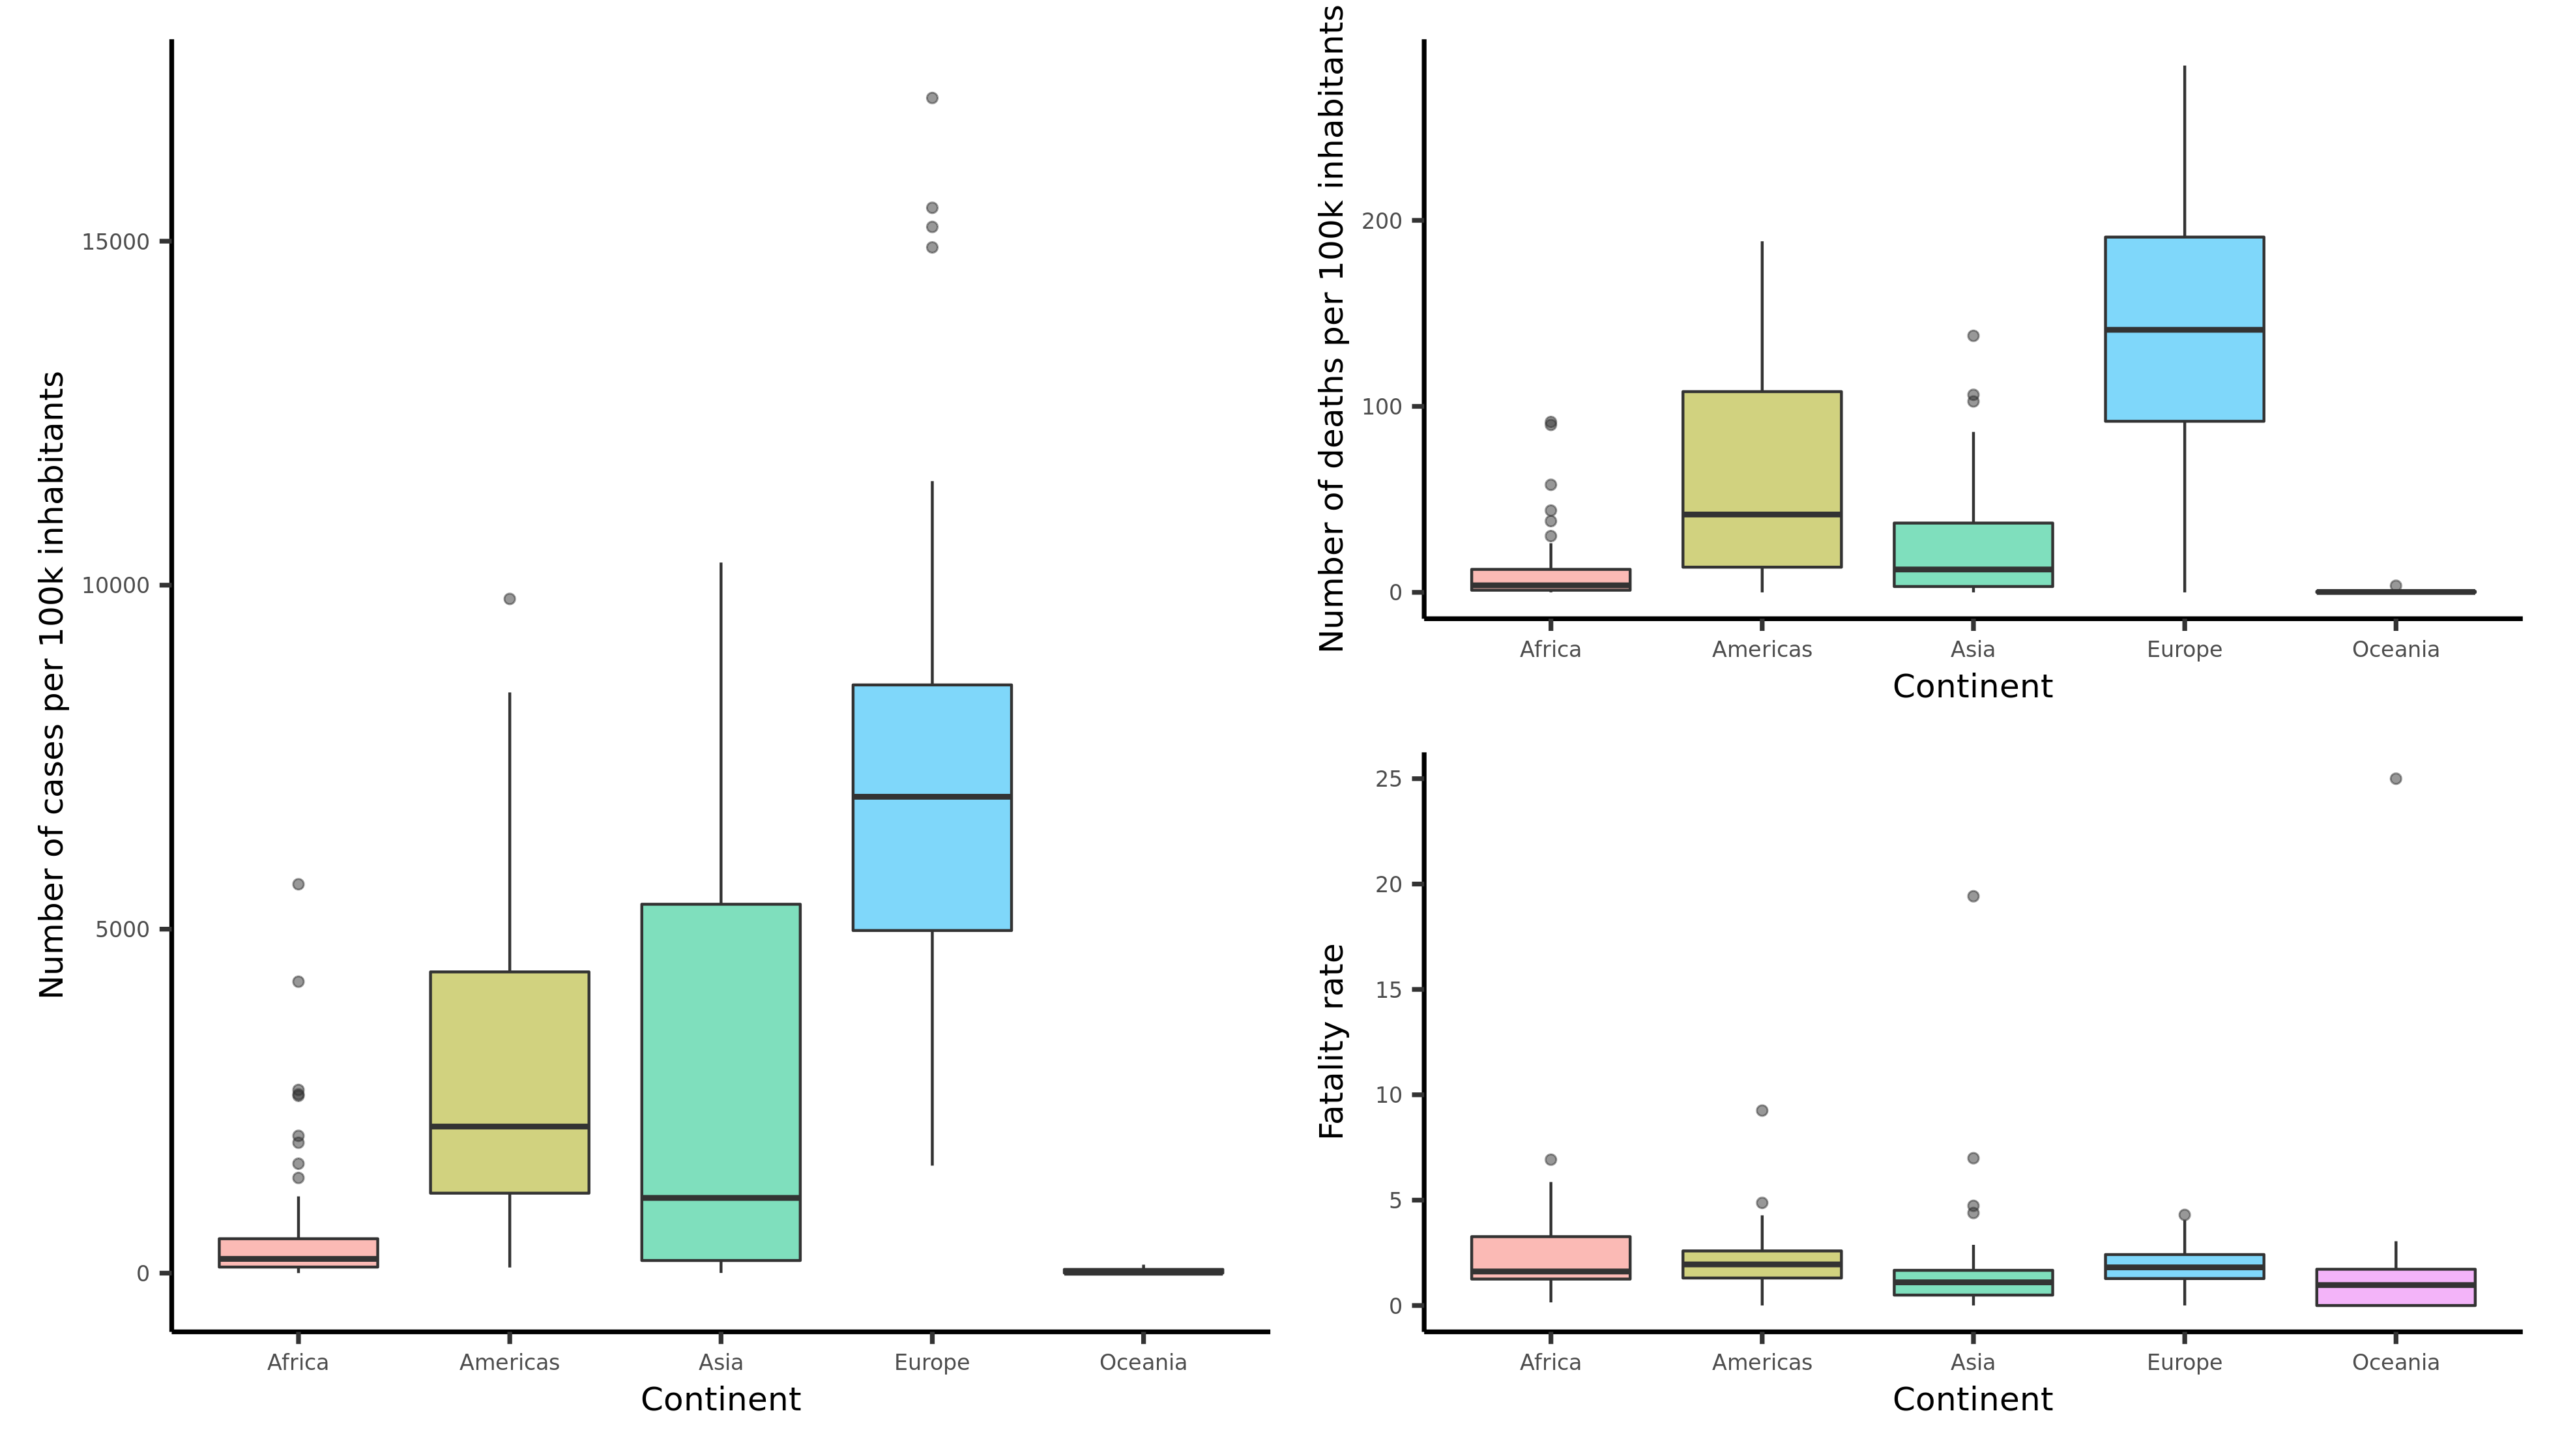 Number of cases per 100k inhabitants
15000
10000
5000
0
Africa Americas Asia Europe Oceania
Continent
Number of deaths per 100k inhabitants
200
100
0
Africa Americas Asia Europe Oceania
Continent
Fatality rate
25
20
15
10
5
0
Africa Americas Asia Europe Oceania
Continent